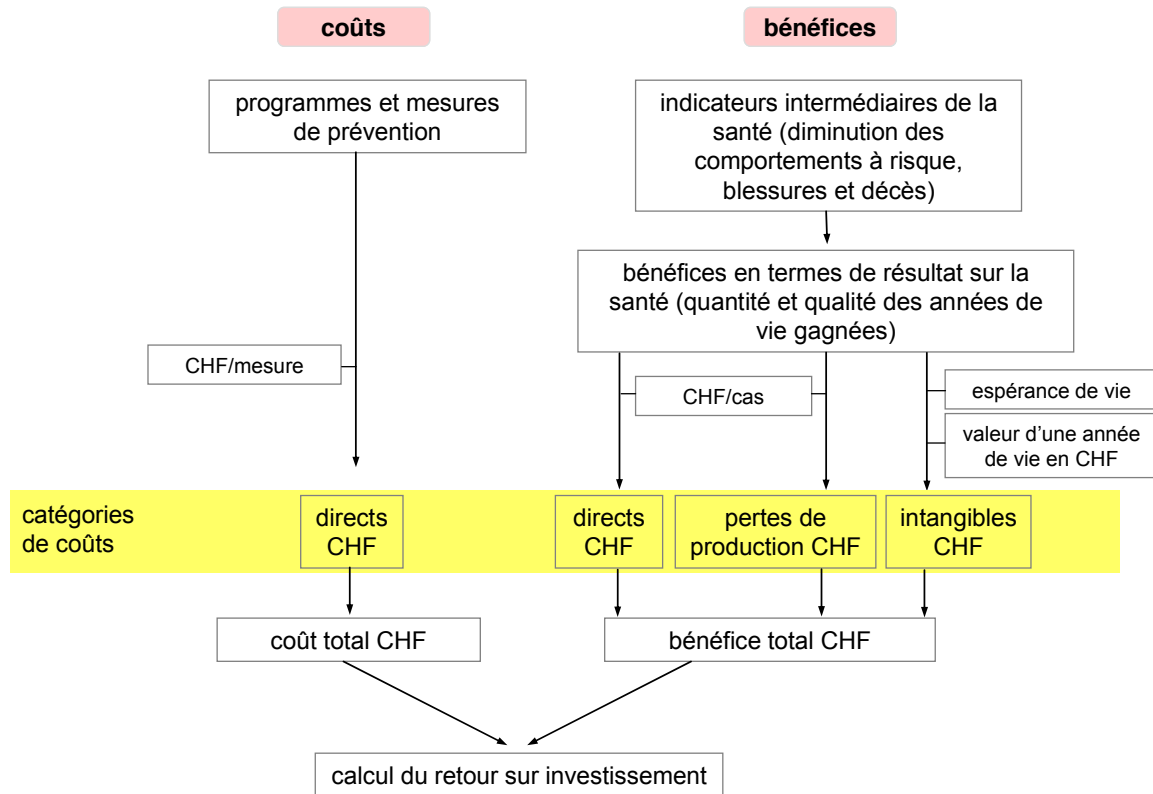 coûts
bénéfices
programmes et mesures
de prévention
indicateurs intermédiaires de la
santé (diminution des
comportements à risque,
blessures et décès)
bénéfices en termes de résultat sur la
santé (quantité et qualité des années de
vie gagnées)
CHF/mesure
CHF/cas
espérance de vie
valeur d’une année
de vie en CHF
catégories
de coûts
directs
CHF
directs
CHF
pertes de
production CHF
intangibles
CHF
coût total CHF
bénéfice total CHF
calcul du retour sur investissement